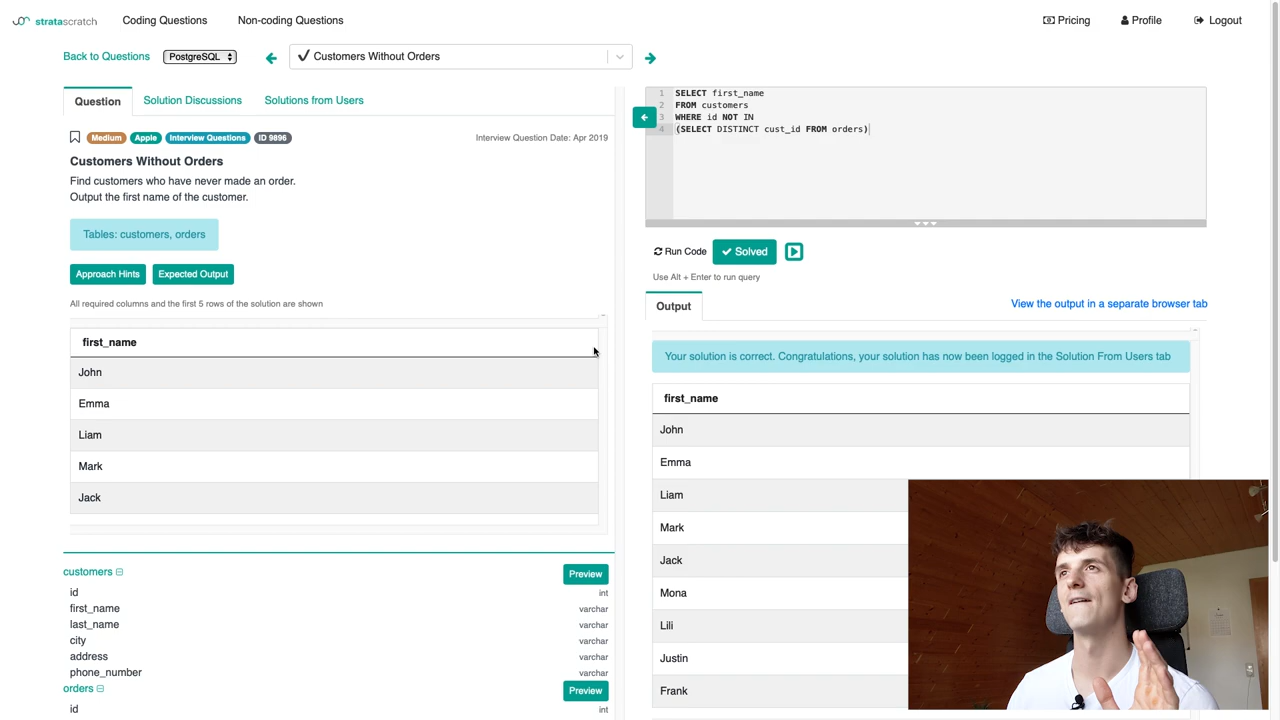 stratascratch
Coding Questions
Non-coding Questions
Pricing
Profile
Logout
Back to Questions
PostgreSQL
Customers Without Orders
Question
Solution Discussions
Solutions from Users
Medium
Apple
Interview Questions
ID 9896
Interview Question Date: Apr 2019
Customers Without Orders
Find customers who have never made an order.
Output the first name of the customer.
Tables: customers, orders
Approach Hints
Expected Output
All required columns and the first 5 rows of the solution are shown
first_name
John
Emma
Liam
Mark
Jack
customers
Preview
id int
first_name varchar
last_name varchar
city varchar
address varchar
phone_number varchar
orders
Preview
id int
1 SELECT first_name
2 FROM customers
3 WHERE id NOT IN
4 (SELECT DISTINCT cust_id FROM orders)
Run Code
Solved
Use Alt + Enter to run query
Output
View the output in a separate browser tab
Your solution is correct. Congratulations, your solution has now been logged in the Solution From Users tab
first_name
John
Emma
Liam
Mark
Jack
Mona
Lili
Justin
Frank